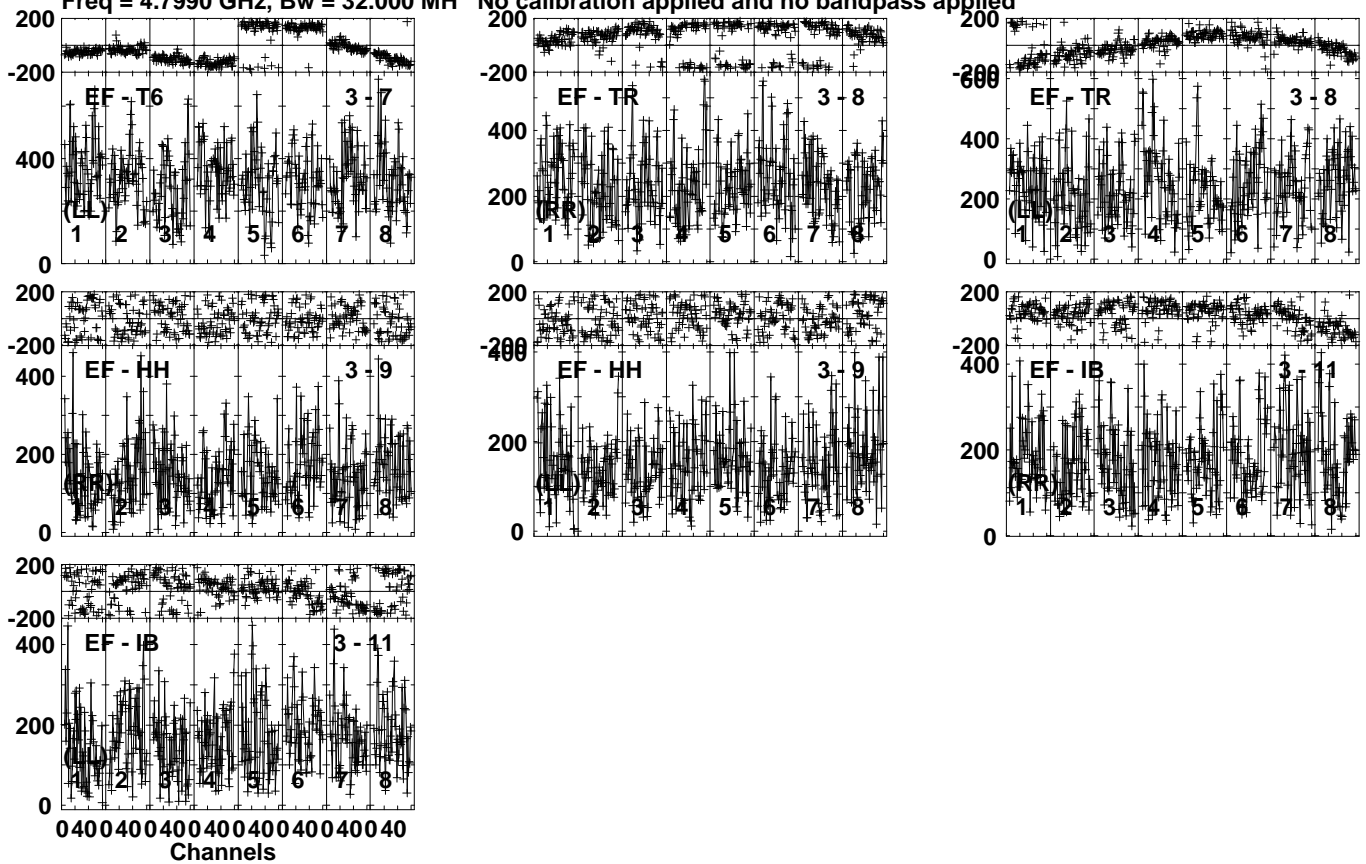 Freq = 4.7990 GHz, Bw = 32.000 MH No calibration applied and no bandpass applied
200
-200
EF - T6 3 - 7
400
(LL)
1 2 3 4 5 6 7 8
0
200
-200
EF - TR 3 - 8
400
200
(RR)
1 2 3 4 5 6 7 8
0
200
-200
600
EF - TR 3 - 8
400
200
(LL)
1 2 3 4 5 6 7 8
0
200
-200
EF - HH 3 - 9
400
200
(RR)
1 2 3 4 5 6 7 8
0
200
-200
400
EF - HH 3 - 9
200
(LL)
1 2 3 4 5 6 7 8
0
200
-200
400
EF - IB 3 - 11
200
(RR)
1 2 3 4 5 6 7 8
0
200
-200
EF - IB 3 - 11
400
200
(LL)
1 2 3 4 5 6 7 8
0
0 40 0 40 0 40 0 40 0 40 0 40 0 40 0 40
Channels